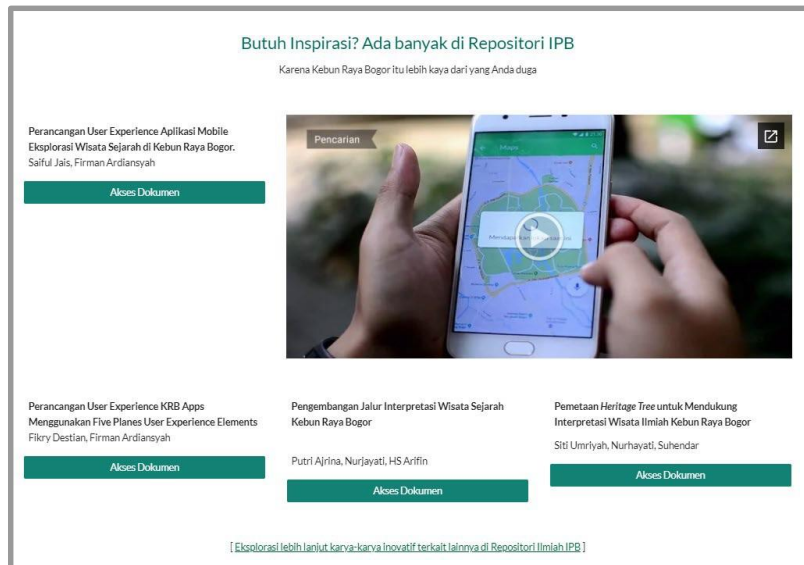 Butuh Inspirasi? Ada banyak di Repositori IPB
Karena Kebun Raya Bogor itu lebih kaya dari yang Anda duga
Perancangan User Experience Aplikasi Mobile
Eksplorasi Wisata Sejarah di Kebun Raya Bogor.
Saiful Jais, Firman Ardiansyah
Akses Dokumen
Pencarian
Maps
Perancangan User Experience KRB Apps
Menggunakan Five Planes User Experience Elements
Fikry Destian, Firman Ardiansyah
Akses Dokumen
Pengembangan Jalur Interpretasi Wisata Sejarah
Kebun Raya Bogor
Putri Ajrina, Nurjayati, HS Arifin
Akses Dokumen
Pemetaan Heritage Tree untuk Mendukung
Interpretasi Wisata Ilmiah Kebun Raya Bogor
Siti Umriyah, Nurhayati, Suhendar
Akses Dokumen
[ Eksplorasi lebih lanjut karya-karya inovatif terkait lainnya di Repositori Ilmiah IPB ]